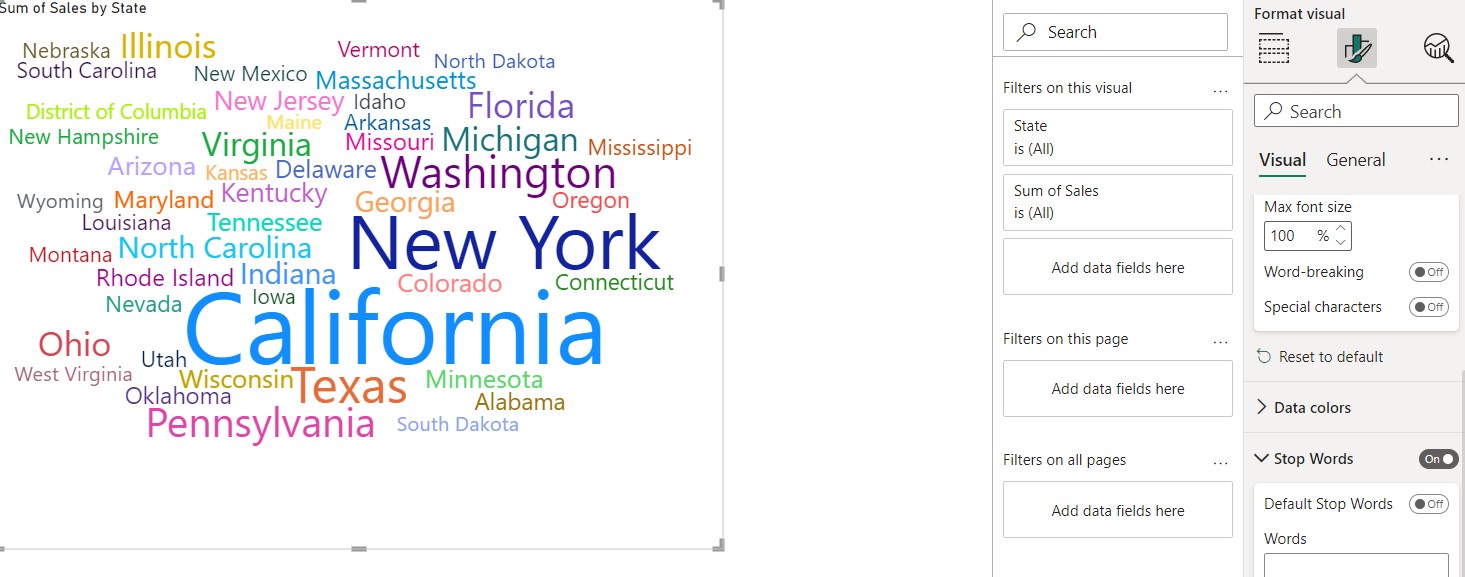 Sum of Sales by State
Nebraska
Illinois
Vermont
North Dakota
South Carolina
New Mexico
Massachusetts
District of Columbia
New Jersey
Idaho
Florida
Maine
Arkansas
New Hampshire
Virginia
Missouri
Michigan
Mississippi
Arizona
Kansas
Delaware
Washington
Wyoming
Maryland
Kentucky
Georgia
Oregon
Louisiana
Tennessee
New York
Montana
North Carolina
Rhode Island
Indiana
Colorado
Connecticut
Nevada
Iowa
California
Ohio
Utah
West Virginia
Wisconsin
Texas
Minnesota
Oklahoma
Alabama
Pennsylvania
South Dakota
Search
Filters on this visual
...
State
is (All)
Sum of Sales
is (All)
Add data fields here
Filters on this page
...
Add data fields here
Filters on all pages
...
Add data fields here
Format visual
Search
Visual
General
...
Max font size
100 %
Word-breaking
Off
Special characters
Off
Reset to default
Data colors
Stop Words
On
Default Stop Words
Off
Words